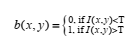 b(x,y)={0, if I(x,y)<T
1, if I(x,y)>T